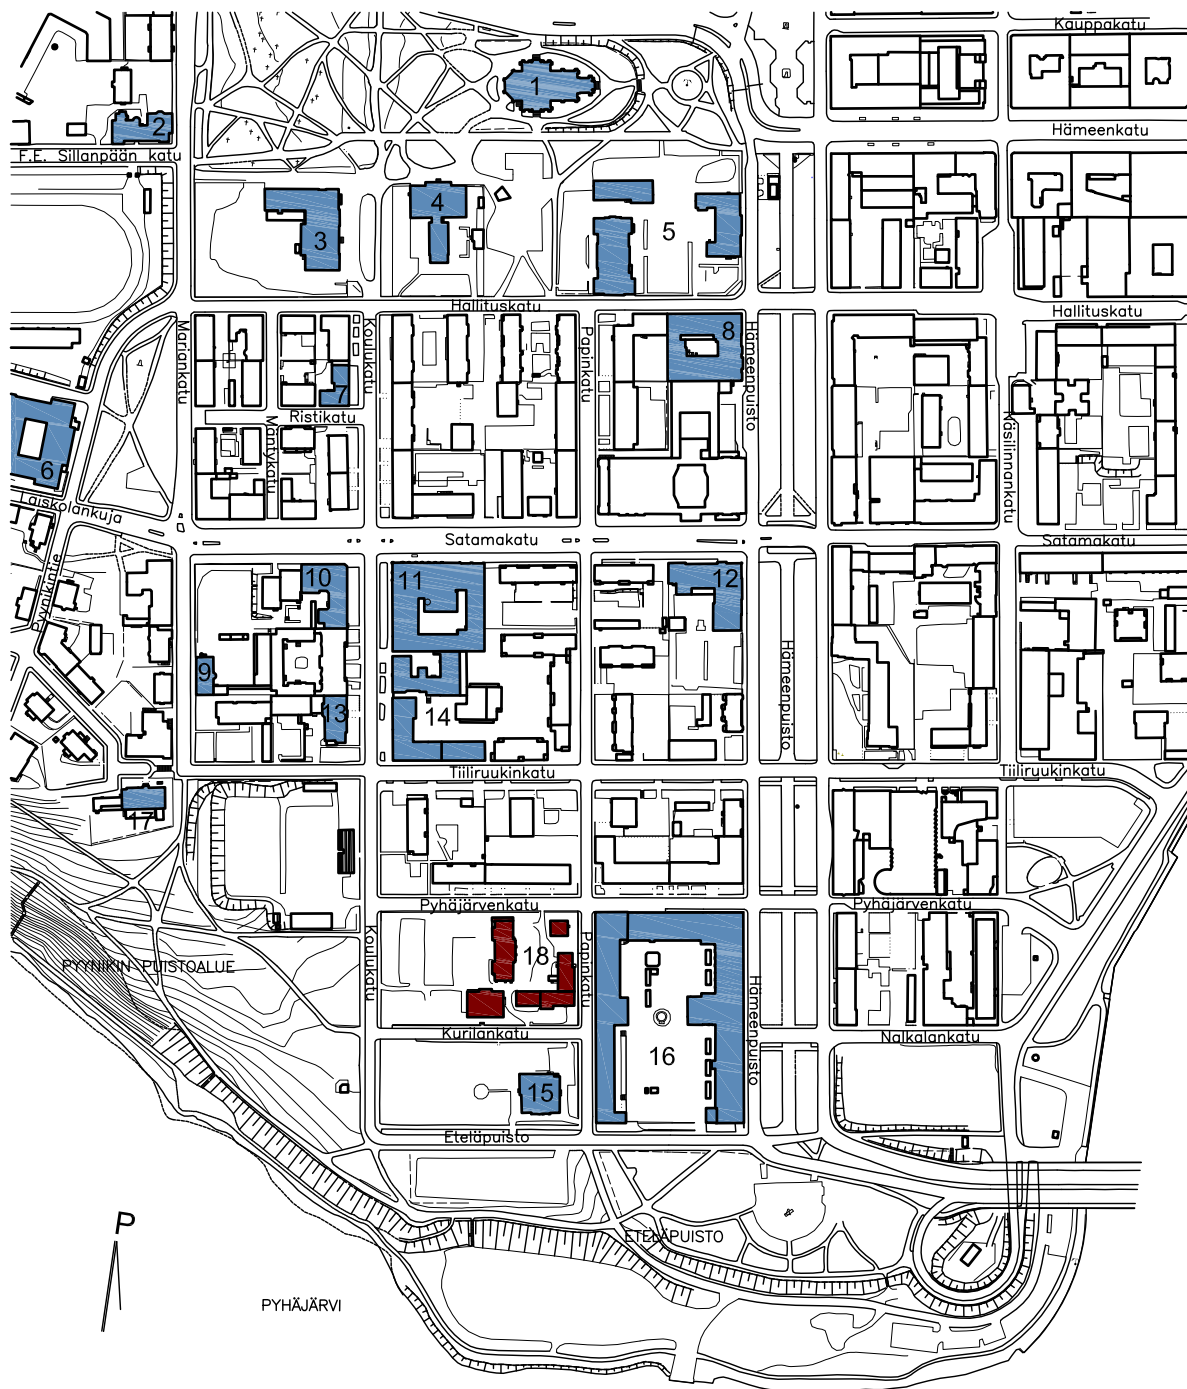 Kauppakatu
1
2
Hämeenkatu
F.E. Sillanpään katu
4
3
5
Hallituskatu
Hallituskatu
Mariankatu
Koulukatu
Papinkatu
8
Hämeenpuisto
7
Ristikatu
Mäntykatu
Näsilinnankatu
6
Laiskolankuja
Satamakatu
Satamakatu
Pyynikintie
10
11
12
9
13
14
Hämeenpuisto
Tiiliruukinkatu
Tiiliruukinkatu
17
Pyhäjärvenkatu
Pyhäjärvenkatu
Koulukatu
18
Papinkatu
PYYNIKIN PUISTOALUE
Hämeenpuisto
Kurilankatu
Nalkalankatu
16
15
Eteläpuisto
P
ETELÄPUISTO
PYHÄJÄRVI